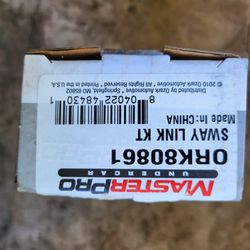 MASTERPRO
UNDERCAR
ORK80861
SWAY LINK KT
Made in: CHINA
8 04022 48430 1
© 2010 Ozark Automotive * All Rights Reserved *
Distributed by Ozark Automotive * Printed in the U.S.A.
Springfield, MO 65802